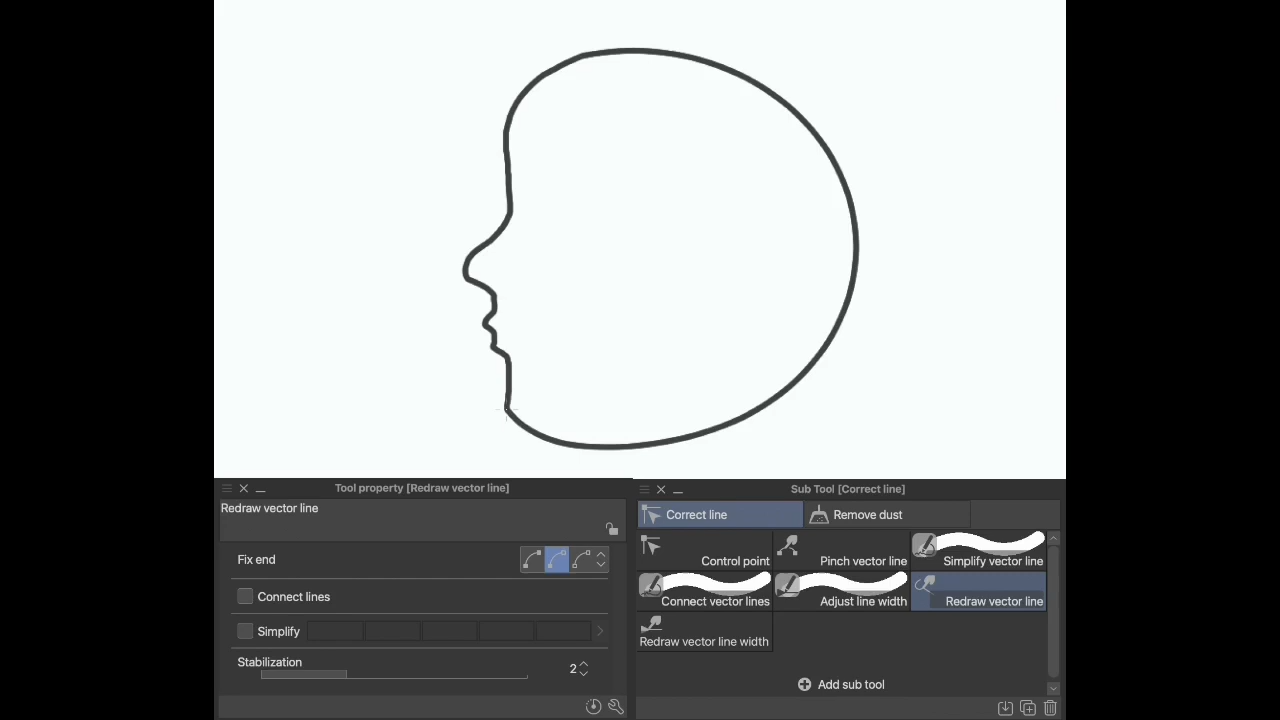 Tool property [Redraw vector line]
Redraw vector line
Fix end
Connect lines
Simplify
Stabilization
2
Sub Tool [Correct line]
Correct line
Remove dust
Control point
Pinch vector line
Simplify vector line
Connect vector lines
Adjust line width
Redraw vector line
Redraw vector line width
Add sub tool